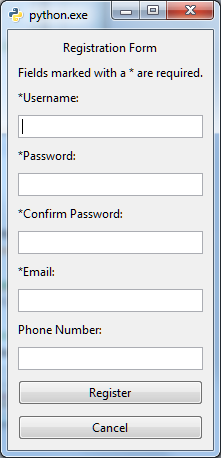 python.exe
Registration Form
Fields marked with a * are required.
*Username:
*Password:
*Confirm Password:
*Email:
Phone Number:
Register
Cancel